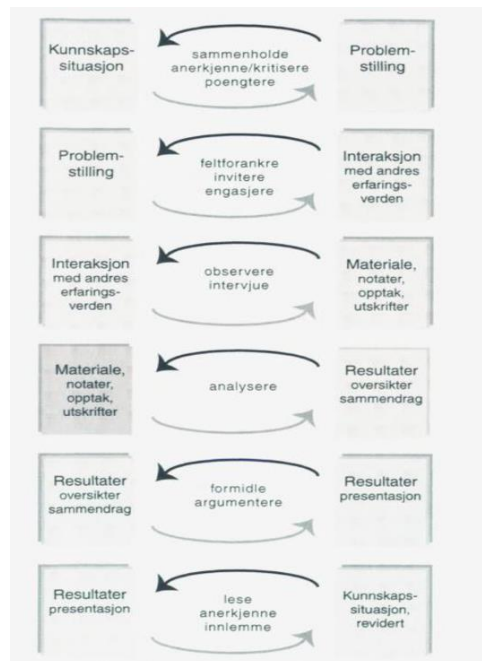 Kunnskaps-
situasjon
sammenholde
anerkjenne/kritisere
poengtere
Problem-
stilling
Problem-
stilling
feltforankre
invitere
engasjere
Interaksjon
med andres
erfarings-
verden
Interaksjon
med andres
erfarings-
verden
observere
intervjue
Materiale,
notater,
opptak,
utskrifter
Materiale,
notater,
opptak,
utskrifter
analysere
Resultater
oversikter
sammendrag
Resultater
oversikter
sammendrag
formidle
argumentere
Resultater
presentasjon
Resultater
presentasjon
lese
anerkjenne
innlemme
Kunnskaps-
situasjon,
revidert